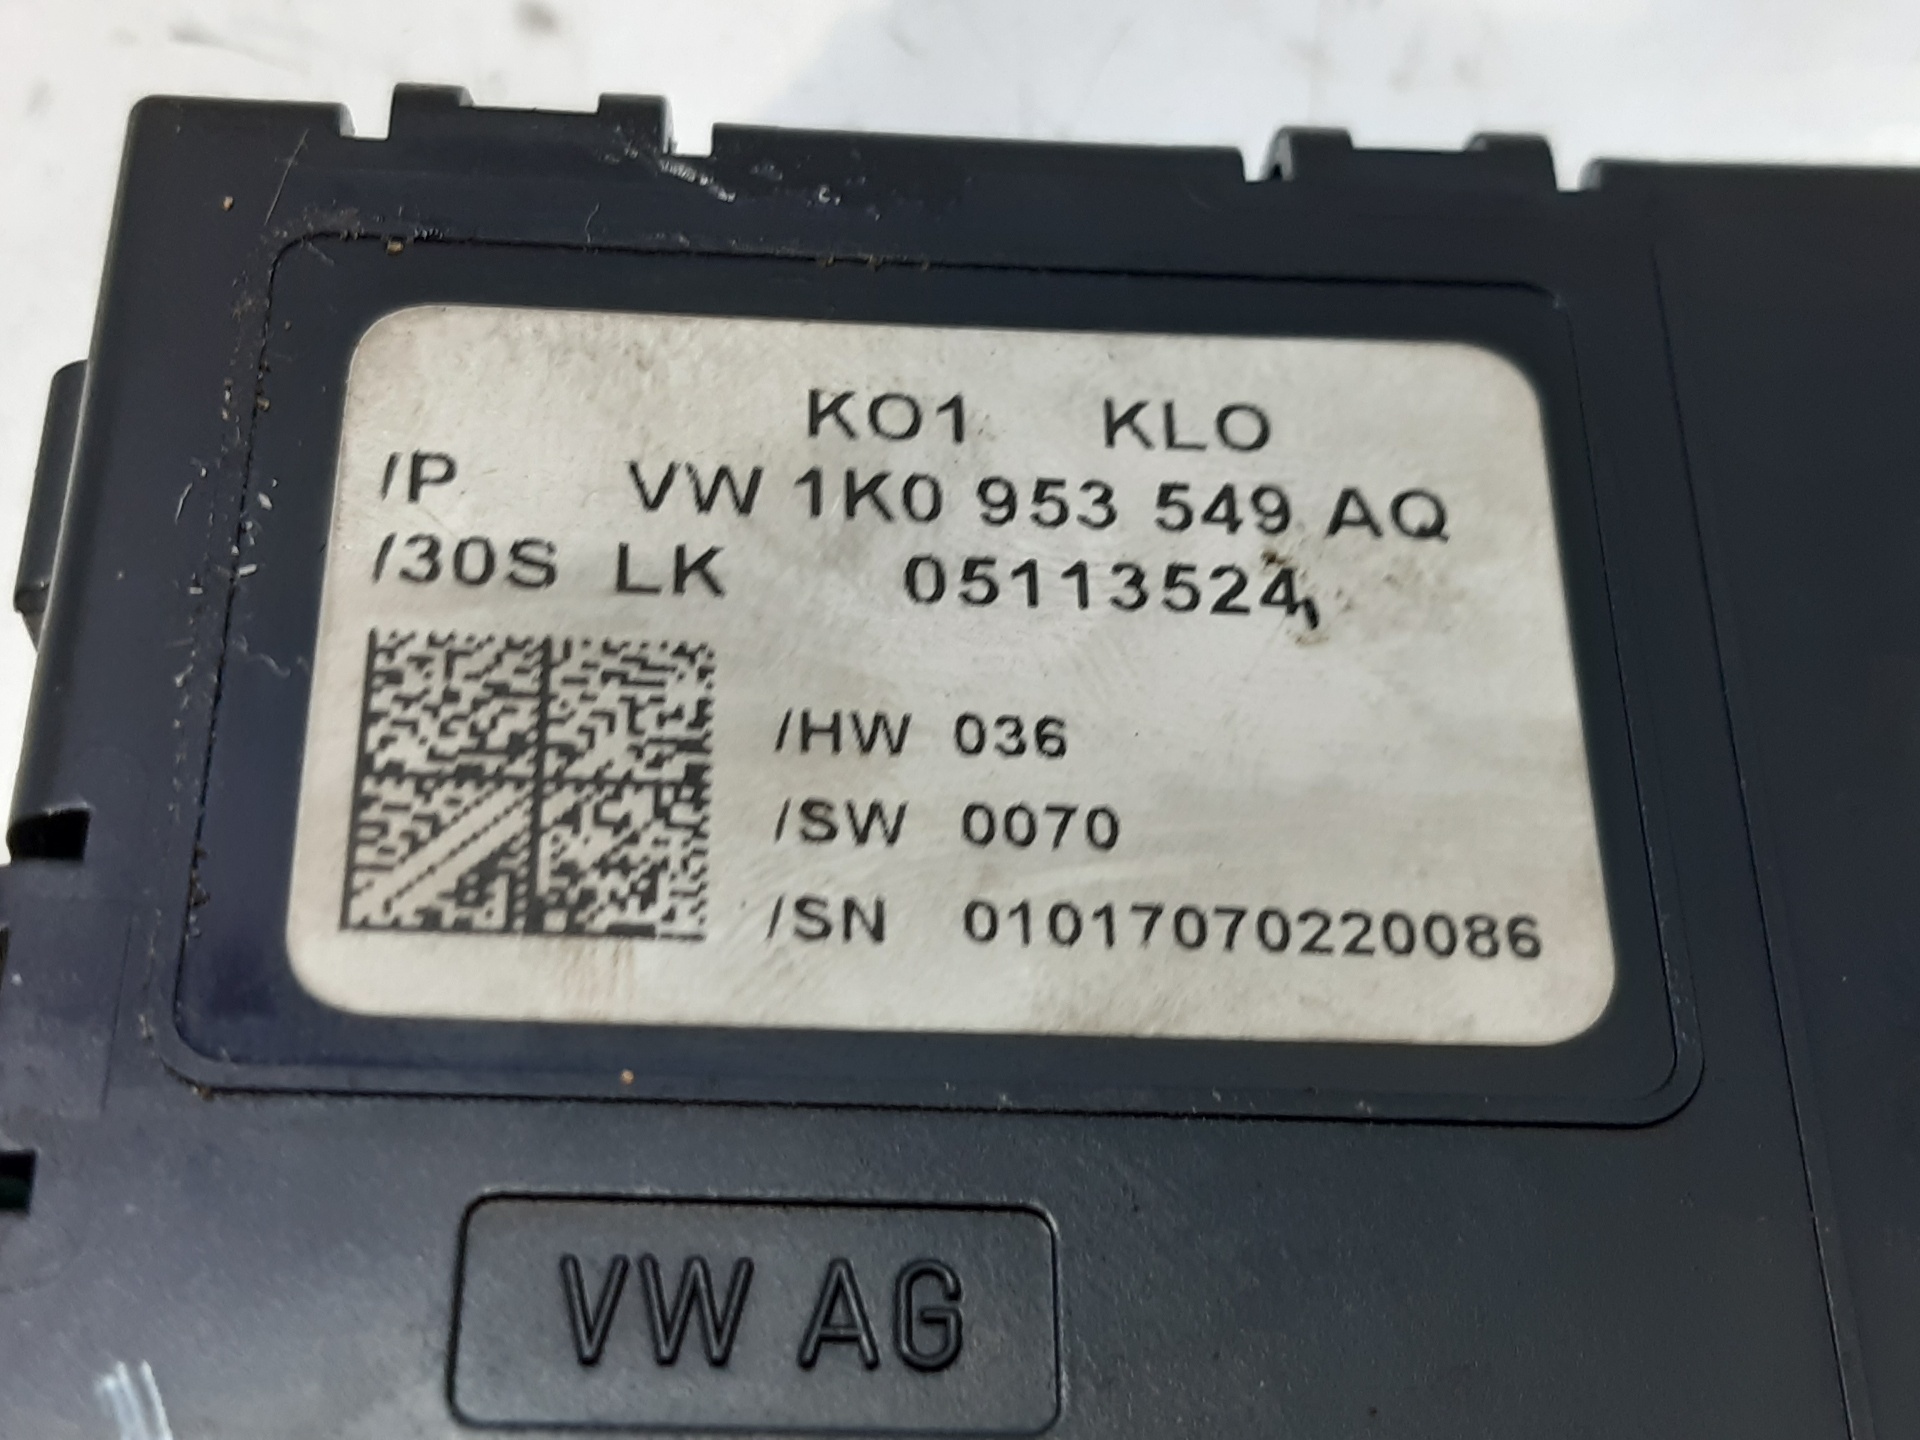 KO1 KLO
/P VW 1K0 953 549 AQ
/30S LK 05113524
/HW 036
/SW 0070
/SN 01017070220086
VW AG